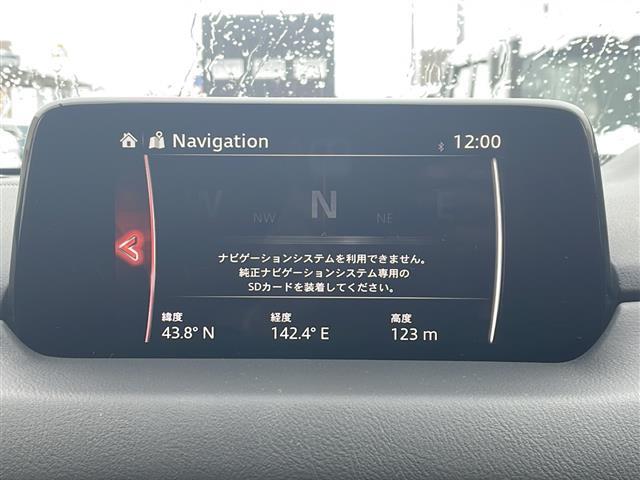 Navigation 12:00
W NW N NE E
ナビゲーションシステムを利用できません。
純正ナビゲーションシステム専用の
SDカードを装着してください。
緯度 経度 高度
43.8° N 142.4° E 123 m